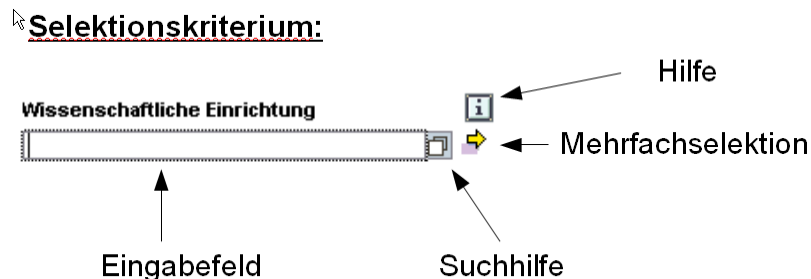 Selektionskriterium:
Hilfe
Wissenschaftliche Einrichtung
i
Mehrfachselektion
Eingabefeld
Suchhilfe